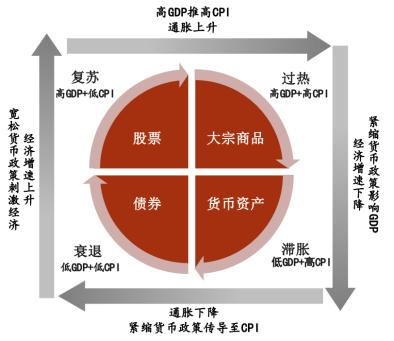 高GDP推高CPI
通胀上升
复苏
高GDP+低CPI
过热
高GDP+高CPI
股票
大宗商品
债券
货币资产
衰退
低GDP+低CPI
滞胀
低GDP+高CPI
经济增速上升
宽松货币政策刺激经济
紧缩货币政策影响GDP
经济增速下降
通胀下降
紧缩货币政策传导至CPI